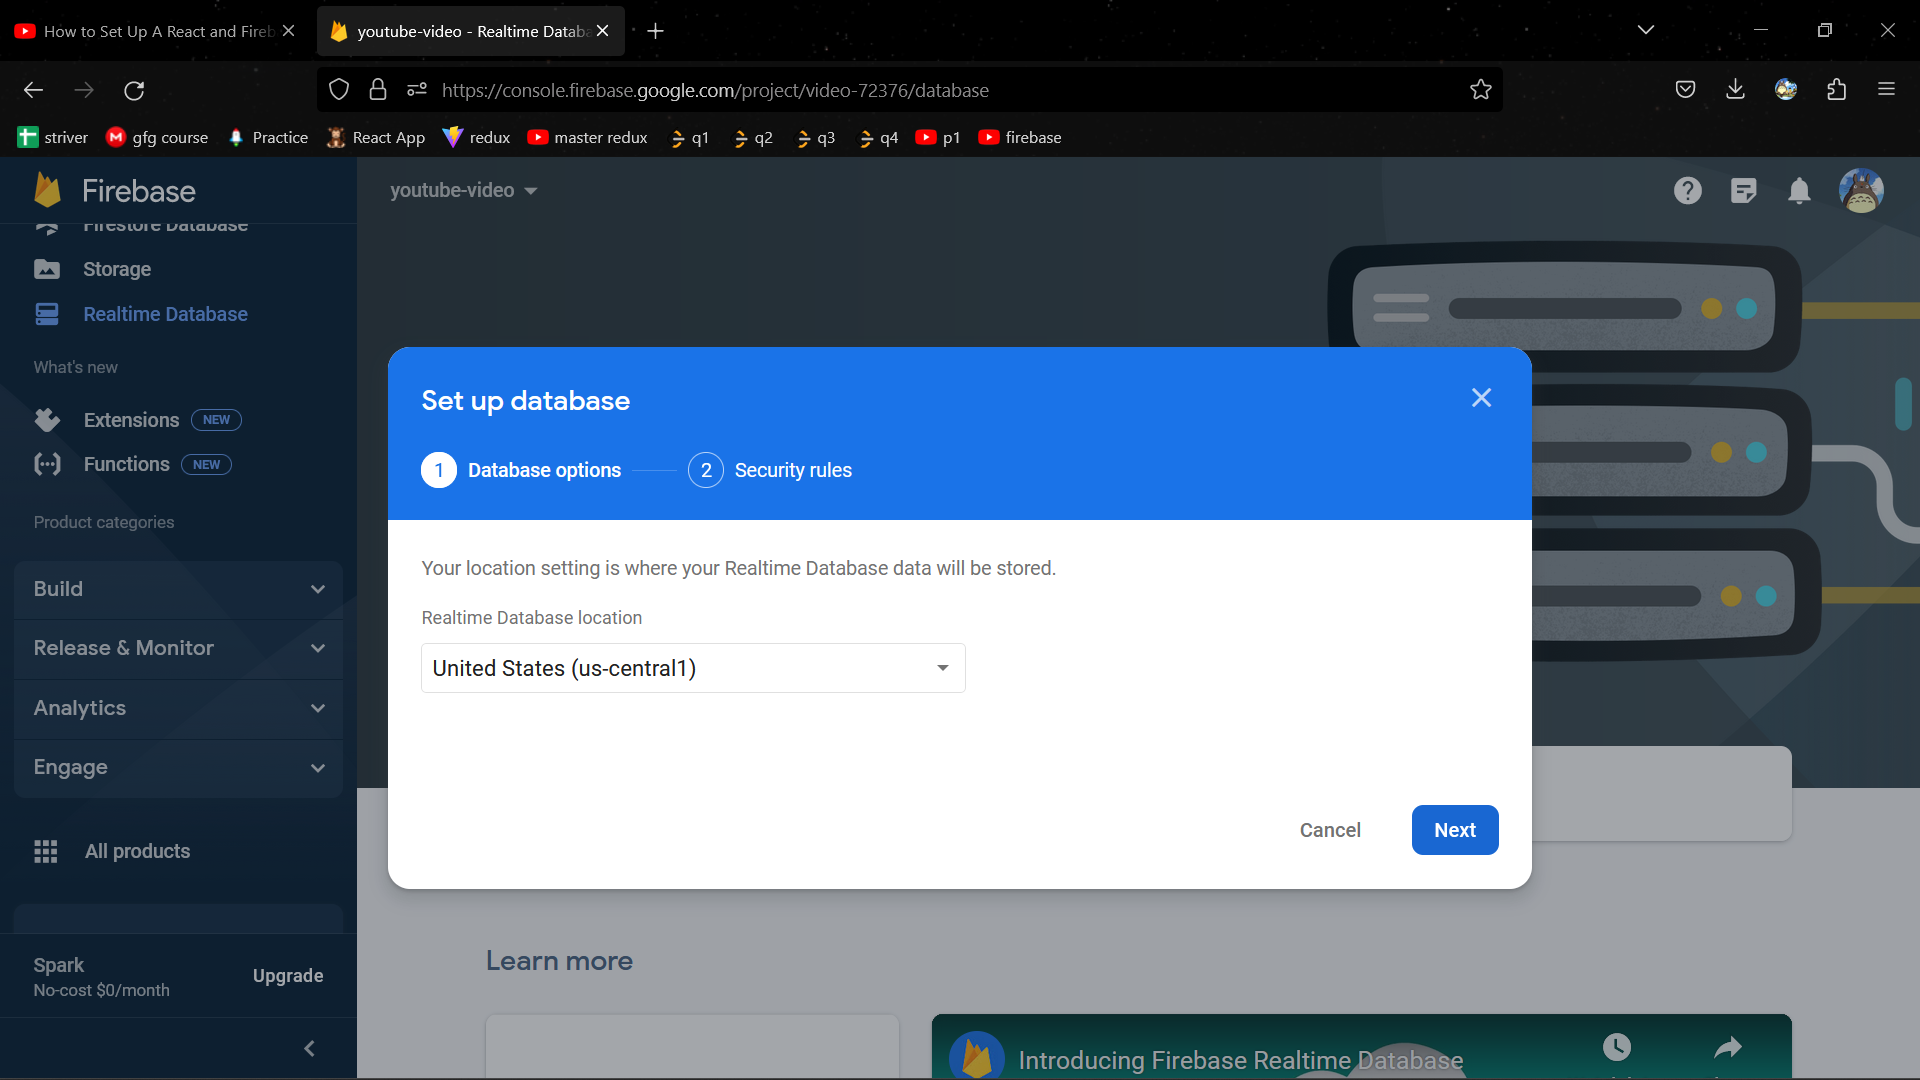 How to Set Up A React and Fireb
youtube-video - Realtime Databa
https://console.firebase.google.com/project/video-72376/database
striver
gfg course
Practice
React App
redux
master redux
q1
q2
q3
q4
p1
firebase
Firebase
youtube-video
Firestore Database
Storage
Realtime Database
What's new
Extensions NEW
Functions NEW
Product categories
Build
Release & Monitor
Analytics
Engage
All products
Spark
No-cost $0/month
Upgrade
Set up database
1 Database options
2 Security rules
Your location setting is where your Realtime Database data will be stored.
Realtime Database location
United States (us-central1)
Cancel
Next
Learn more
Introducing Firebase Realtime Database